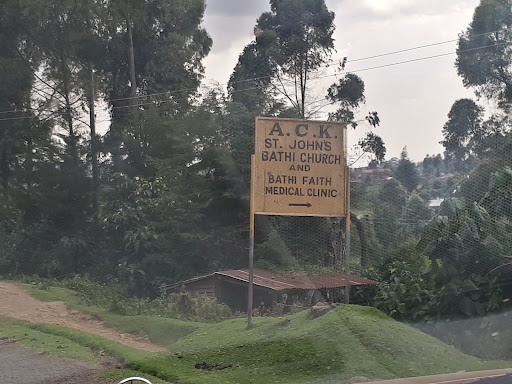 A.C.K.
ST. JOHN'S
BATHI CHURCH
AND
BATHI FAITH
MEDICAL CLINIC